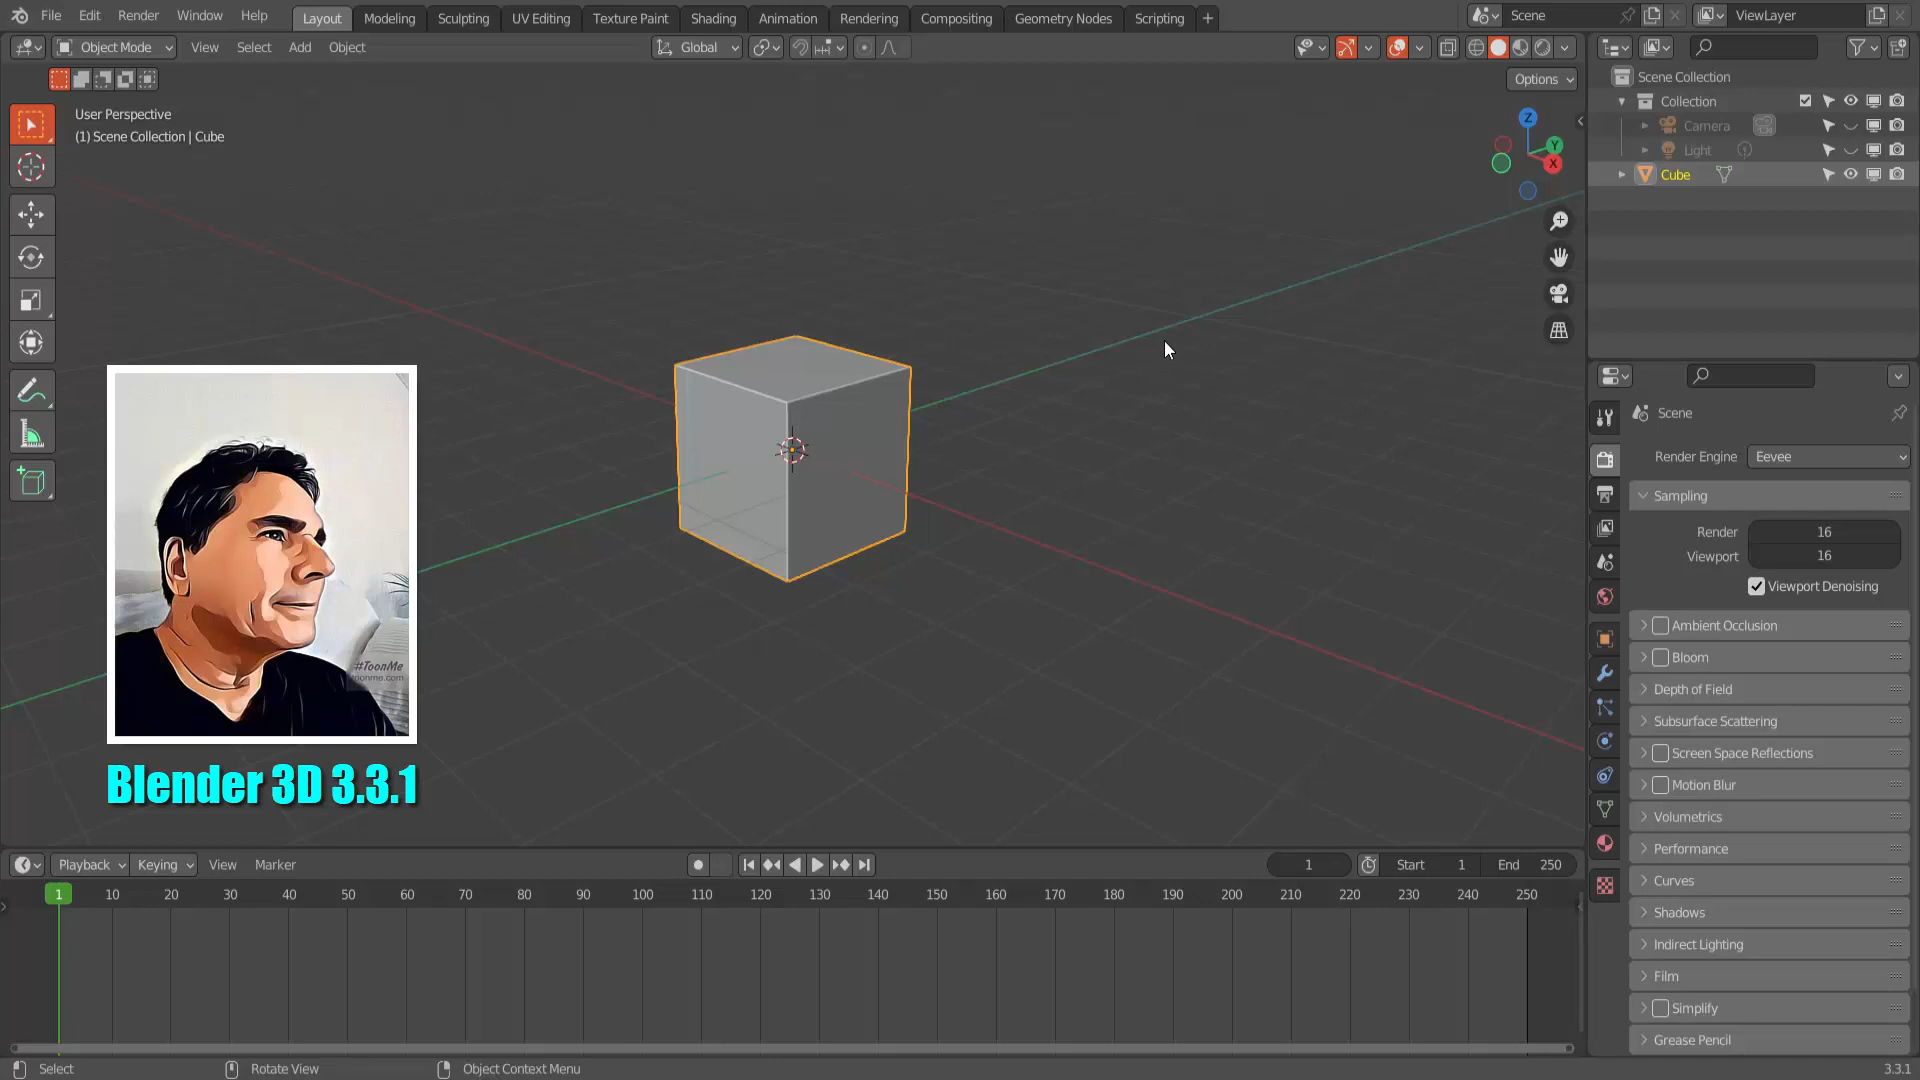 File Edit Render Window Help Layout Modeling Sculpting UV Editing Texture Paint Shading Animation Rendering Compositing Geometry Nodes Scripting + Scene ViewLayer
Object Mode View Select Add Object Global
Options
User Perspective
(1) Scene Collection | Cube
Z
Y
X
Scene Collection
Collection
Camera
Light
Cube
Scene
Render Engine Eevee
Sampling
Render 16
Viewport 16
Viewport Denoising
Ambient Occlusion
Bloom
Depth of Field
Subsurface Scattering
Screen Space Reflections
Motion Blur
Volumetrics
Performance
Curves
Shadows
Indirect Lighting
Film
Simplify
Grease Pencil
#ToonMe
toonme.com
Blender 3D 3.3.1
Playback Keying View Marker 1 Start 1 End 250
1 10 20 30 40 50 60 70 80 90 100 110 120 130 140 150 160 170 180 190 200 210 220 230 240 250
Select Rotate View Object Context Menu 3.3.1